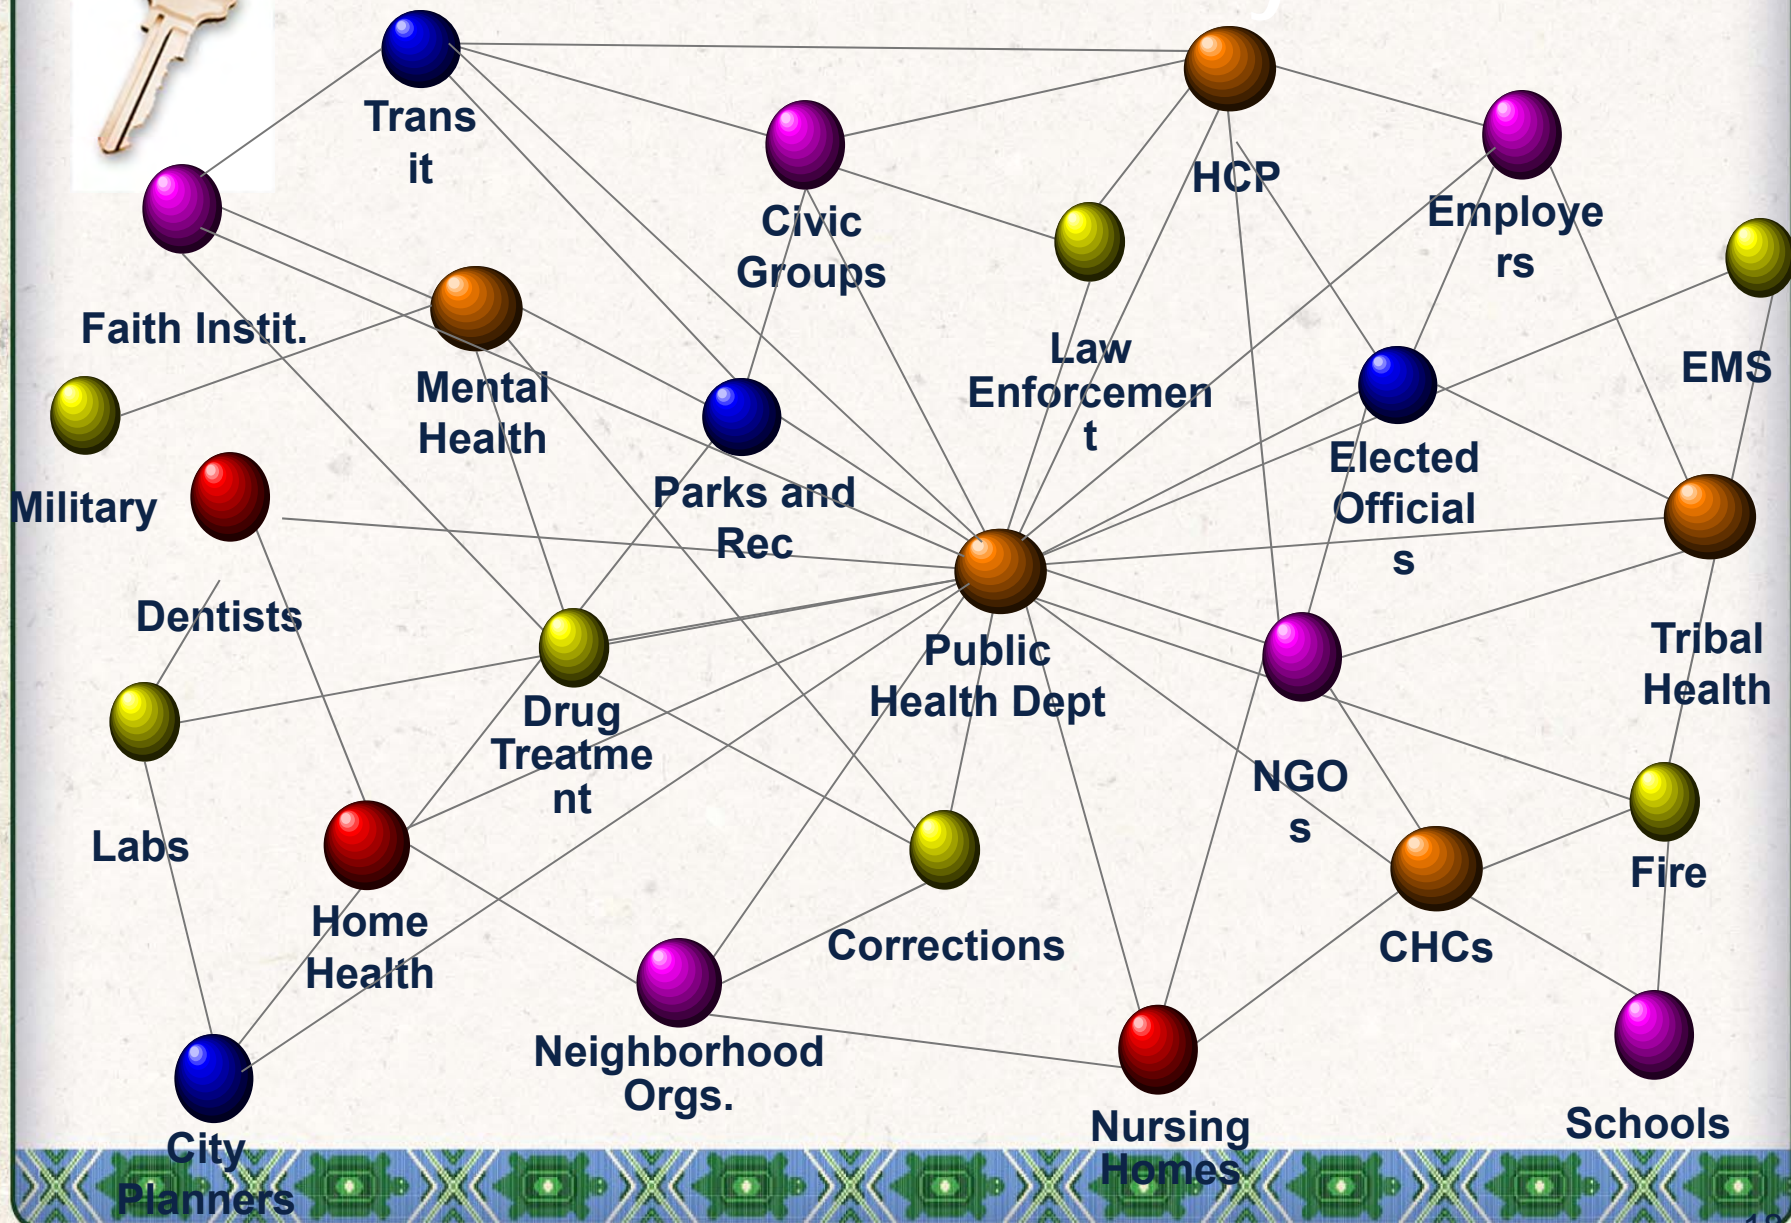 Trans
it
HCP
Civic
Groups
Employe
rs
Faith Instit.
Law
Enforcemen
t
EMS
Mental
Health
Elected
Official
s
Military
Parks and
Rec
Dentists
Public
Health Dept
Tribal
Health
Drug
Treatme
nt
NGO
s
Labs
Fire
Home
Health
Corrections
CHCs
Neighborhood
Orgs.
Nursing
Homes
Schools
City
Planners